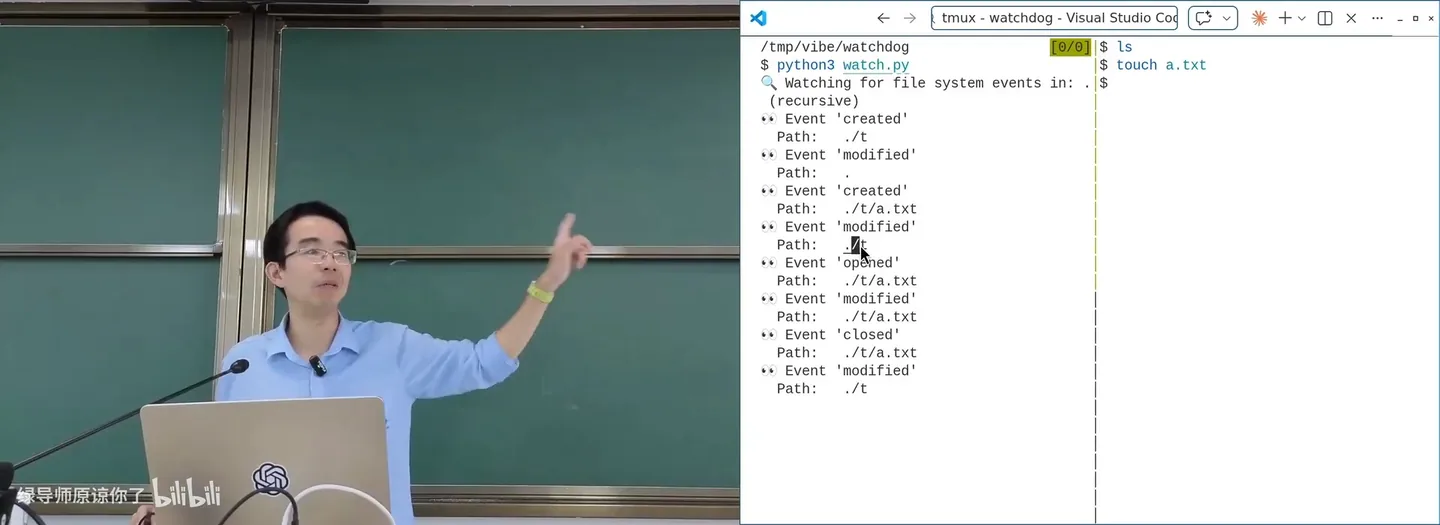 绿导师原谅你了 bilibili
tmux - watchdog - Visual Studio Cod
/tmp/vibe/watchdog
[0/0]
$ python3 watch.py
🔍 Watching for file system events in: .
(recursive)
👀 Event 'created'
Path: ./t
👀 Event 'modified'
Path: .
👀 Event 'created'
Path: ./t/a.txt
👀 Event 'modified'
Path: ./t
👀 Event 'opened'
Path: ./t/a.txt
👀 Event 'modified'
Path: ./t/a.txt
👀 Event 'closed'
Path: ./t/a.txt
👀 Event 'modified'
Path: ./t
$ ls
$ touch a.txt
$